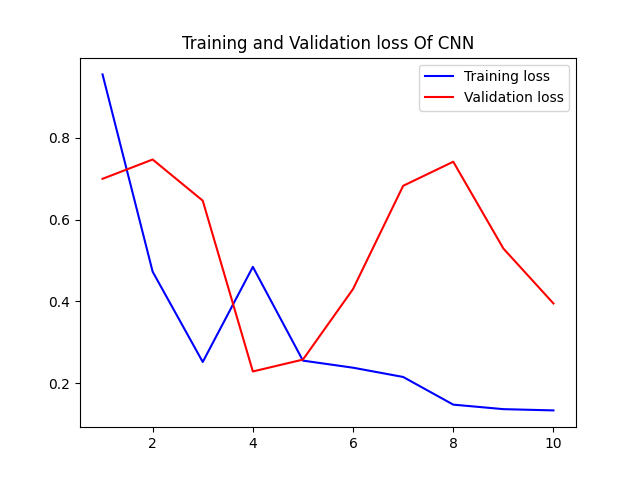 Training and Validation loss Of CNN
Training loss
Validation loss
0.8
0.6
0.4
0.2
2 4 6 8 10